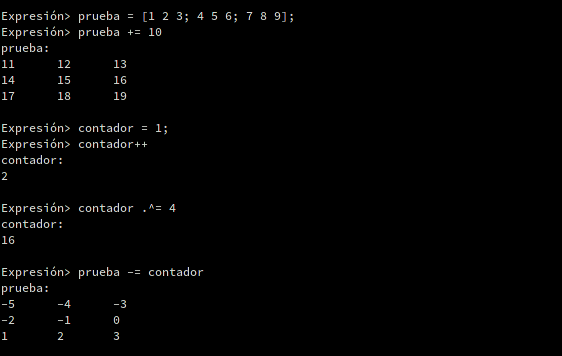 Expresión> prueba = [1 2 3; 4 5 6; 7 8 9];
Expresión> prueba += 10
prueba:
11 12 13
14 15 16
17 18 19
Expresión> contador = 1;
Expresión> contador++
contador:
2
Expresión> contador .^= 4
contador:
16
Expresión> prueba -= contador
prueba:
-5 -4 -3
-2 -1 0
1 2 3